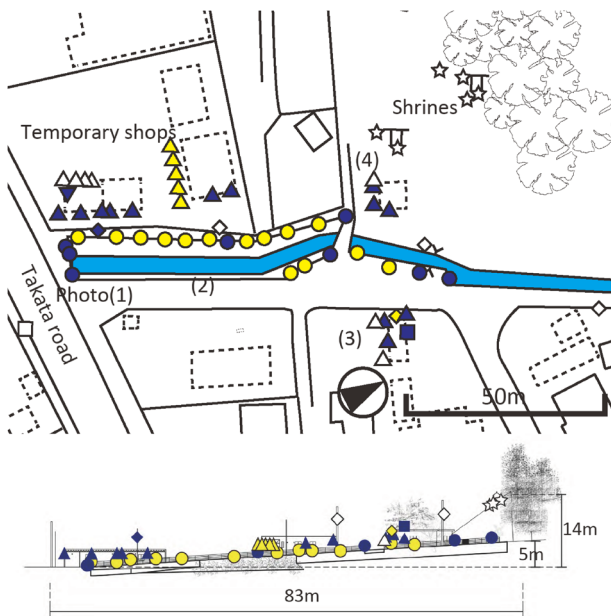 Shrines
Temporary shops
(4)
Photo(1)
(2)
Takata road
(3)
50m
14m
5m
83m